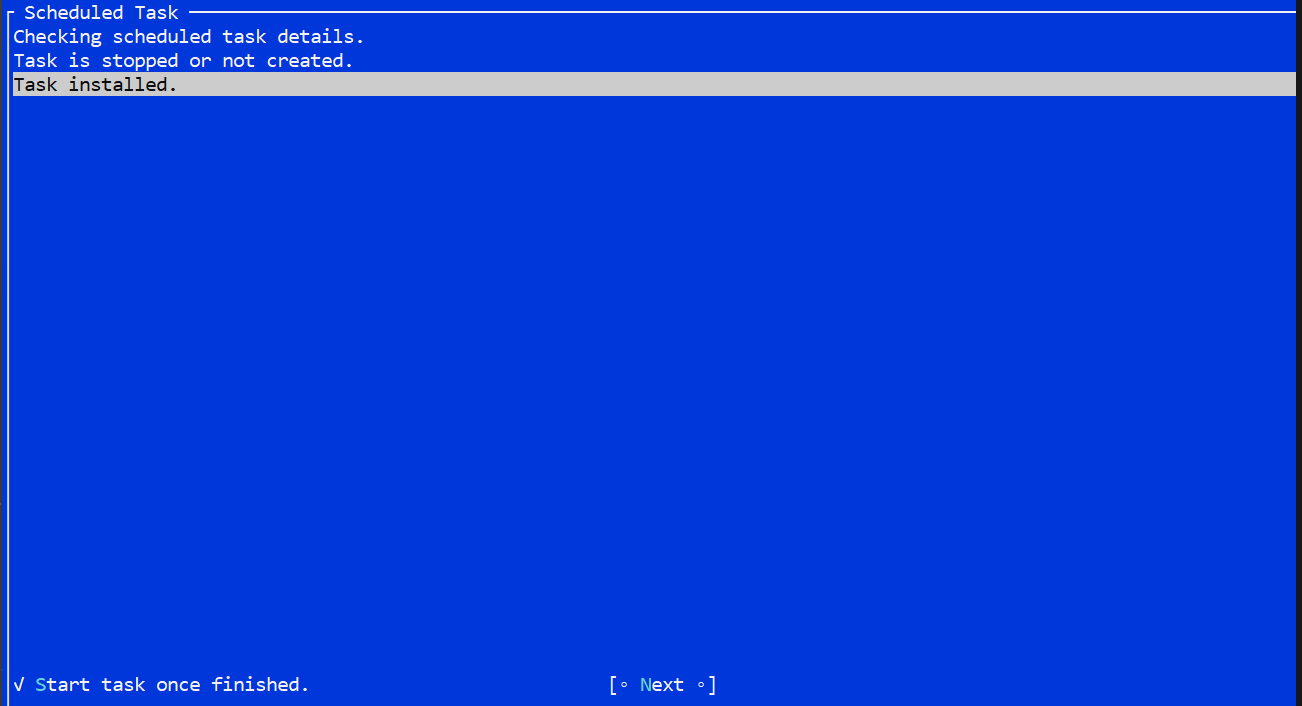 Scheduled Task
Checking scheduled task details.
Task is stopped or not created.
Task installed.
√ Start task once finished. [◦ Next ◦]